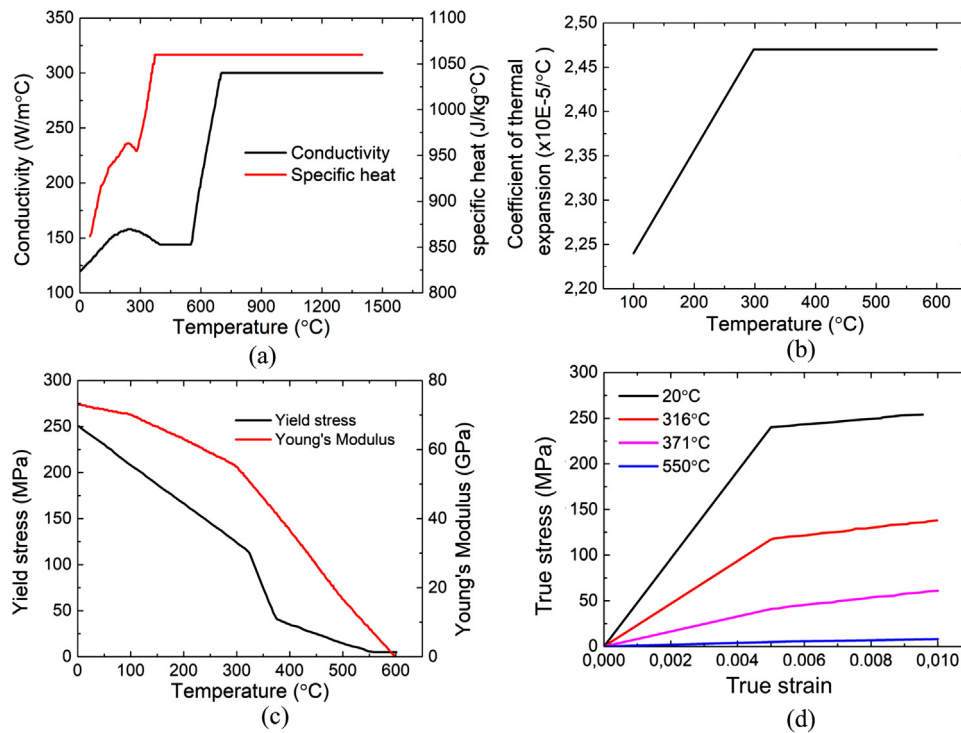 Conductivity (W/m°C)
350
300
250
200
150
100
1100
1050
1000
950
900
850
800
specific heat (J/kg°C)
Conductivity
Specific heat
0
300
600
900
1200
1500
Temperature (°C)
(a)
Coefficient of thermal
expansion (x10E-5/°C )
2,50
2,45
2,40
2,35
2,30
2,25
2,20
100
200
300
400
500
600
Temperature (°C)
(b)
Yield stress (MPa)
300
250
200
150
100
50
0
80
60
40
20
0
Young's Modulus (GPa)
Yield stress
Young's Modulus
0
100
200
300
400
500
600
Temperature (°C)
(c)
True stress (MPa)
300
250
200
150
100
50
0
20°C
316°C
371°C
550°C
0,000
0.002
0.004
0.006
0.008
0,010
True strain
(d)